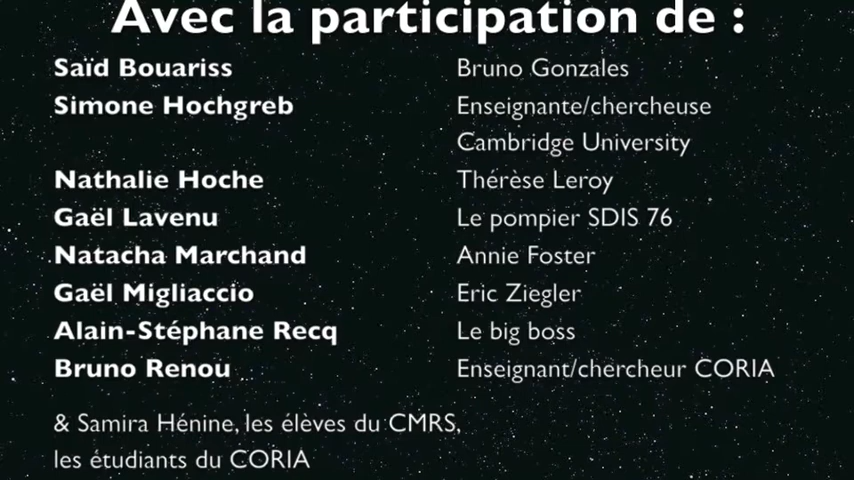 Avec la participation de :
Saïd Bouariss Bruno Gonzales
Simone Hochgreb Enseignante/chercheuse
Cambridge University
Nathalie Hoche Thérèse Leroy
Gaël Lavenu Le pompier SDIS 76
Natacha Marchand Annie Foster
Gaël Migliaccio Eric Ziegler
Alain-Stéphane Recq Le big boss
Bruno Renou Enseignant/chercheur CORIA
& Samira Hénine, les élèves du CMRS,
les étudiants du CORIA